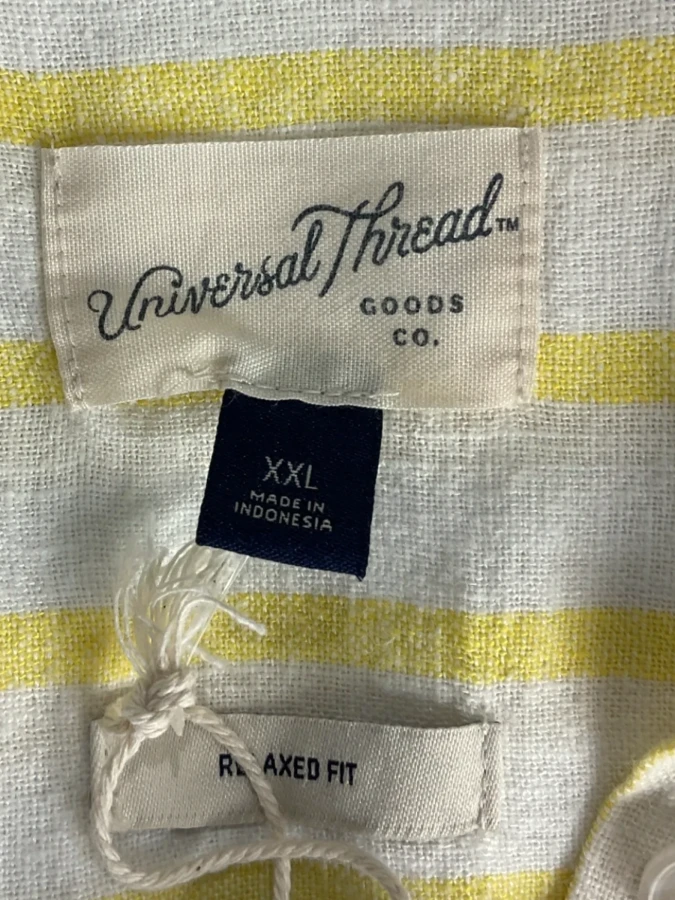 Universal Thread™
GOODS
CO.
XXL
MADE IN
INDONESIA
RELAXED FIT